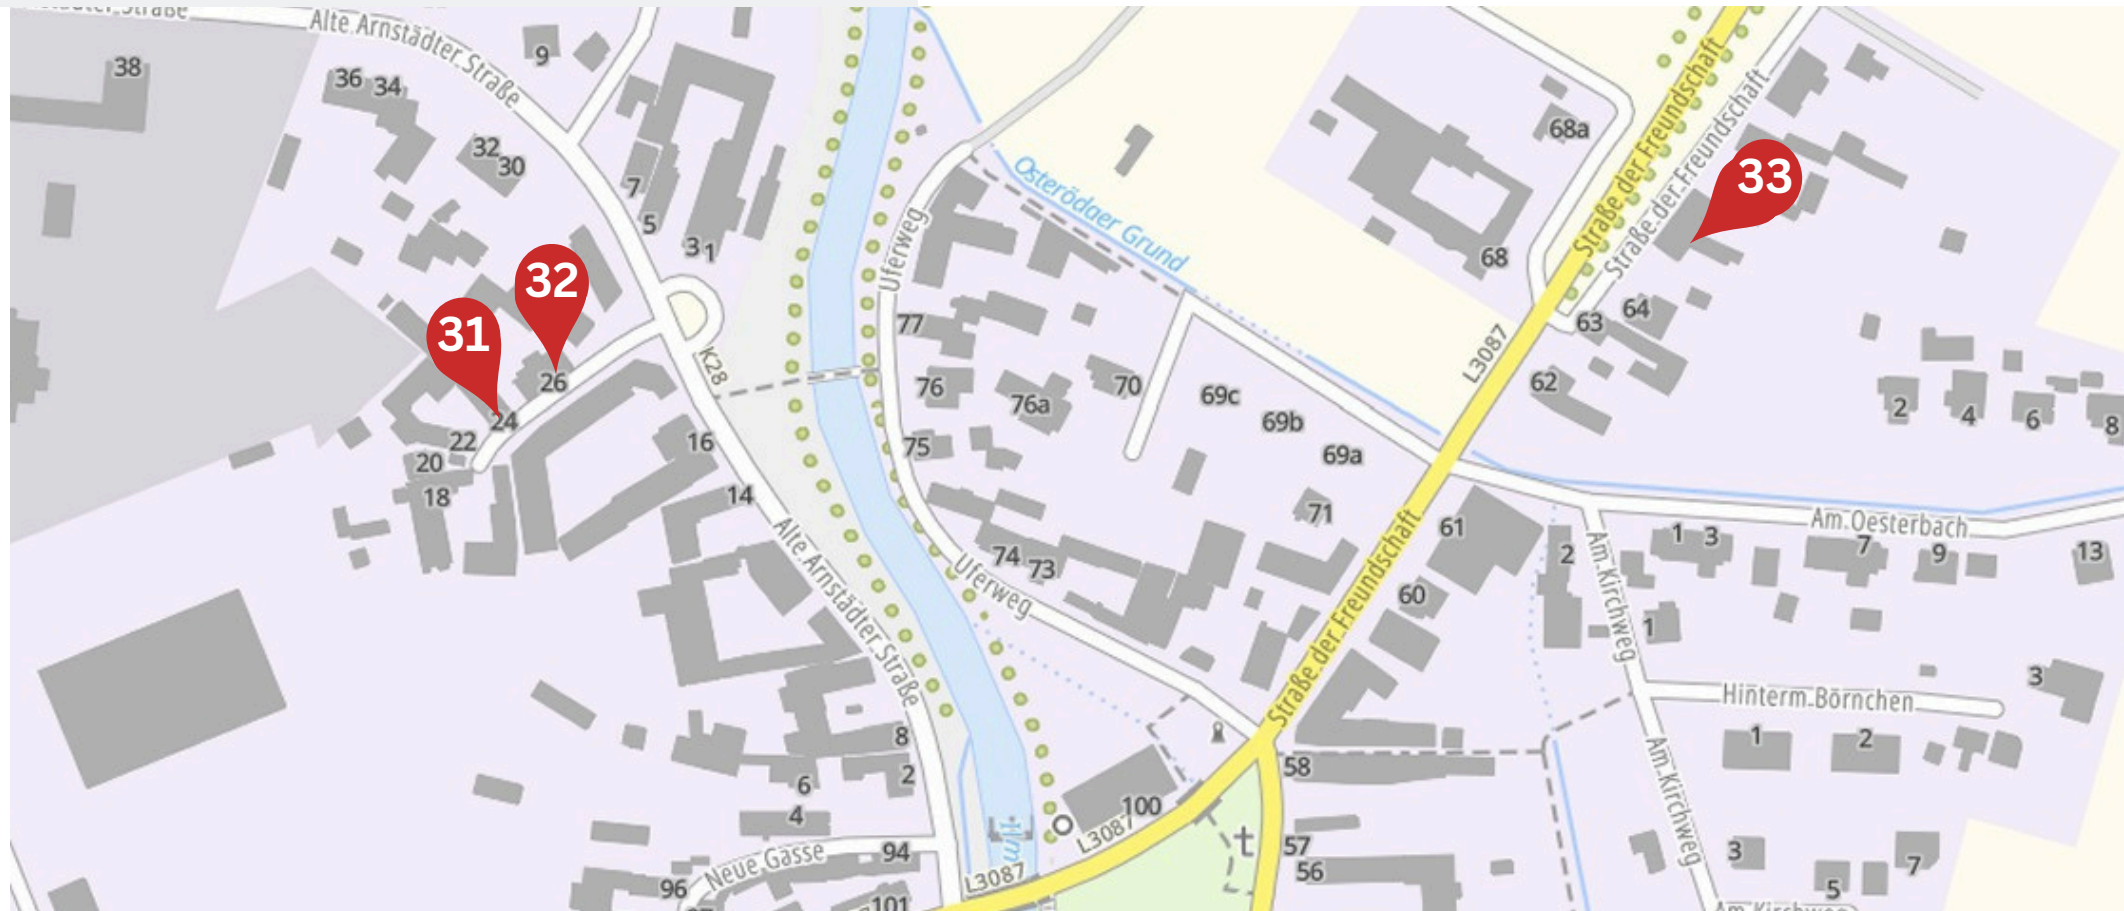 Alte Arnstädter Straße
38
36
34
9
32
30
7
5
3
1
68a
Straße der Freundschaft
Straße der Freundschaft
33
Osterödaer Grund
Uferweg
68
32
31
26
24
22
20
18
K28
16
14
77
76
76a
75
70
69c
69b
69a
71
L3087
64
63
62
2
4
6
8
61
60
Straße der Freundschaft
Am Oesterbach
1
3
7
9
13
2
1
Am Kirchweg
74
73
Uferweg
Alte Arnstädter Straße
Hinterm Börnchen
3
1
2
Am Kirchweg
8
2
6
4
58
100
L3087
L3087
Ilm
57
56
94
Neue Gasse
96
101
3
5
7
Am Kirchweg